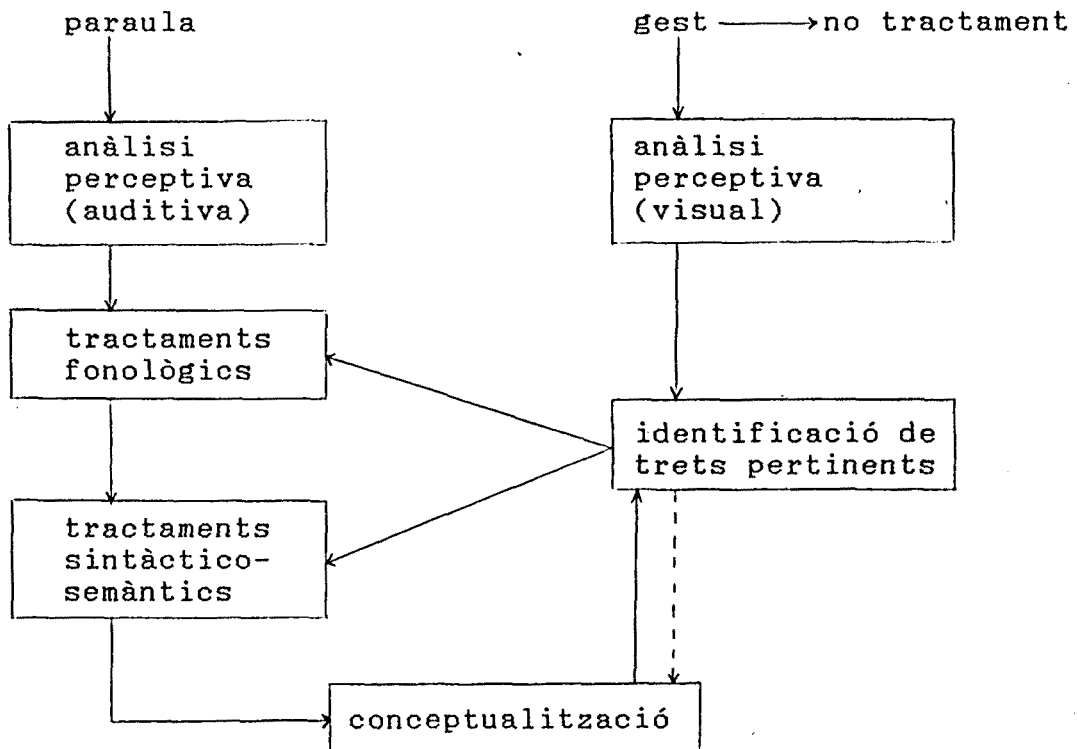 paraula
gest
no tractament
anàlisi
perceptiva
(auditiva)
anàlisi
perceptiva
(visual)
tractaments
fonològics
identificació de
trets pertinents
tractaments
sintàctico-
semàntics
conceptualització